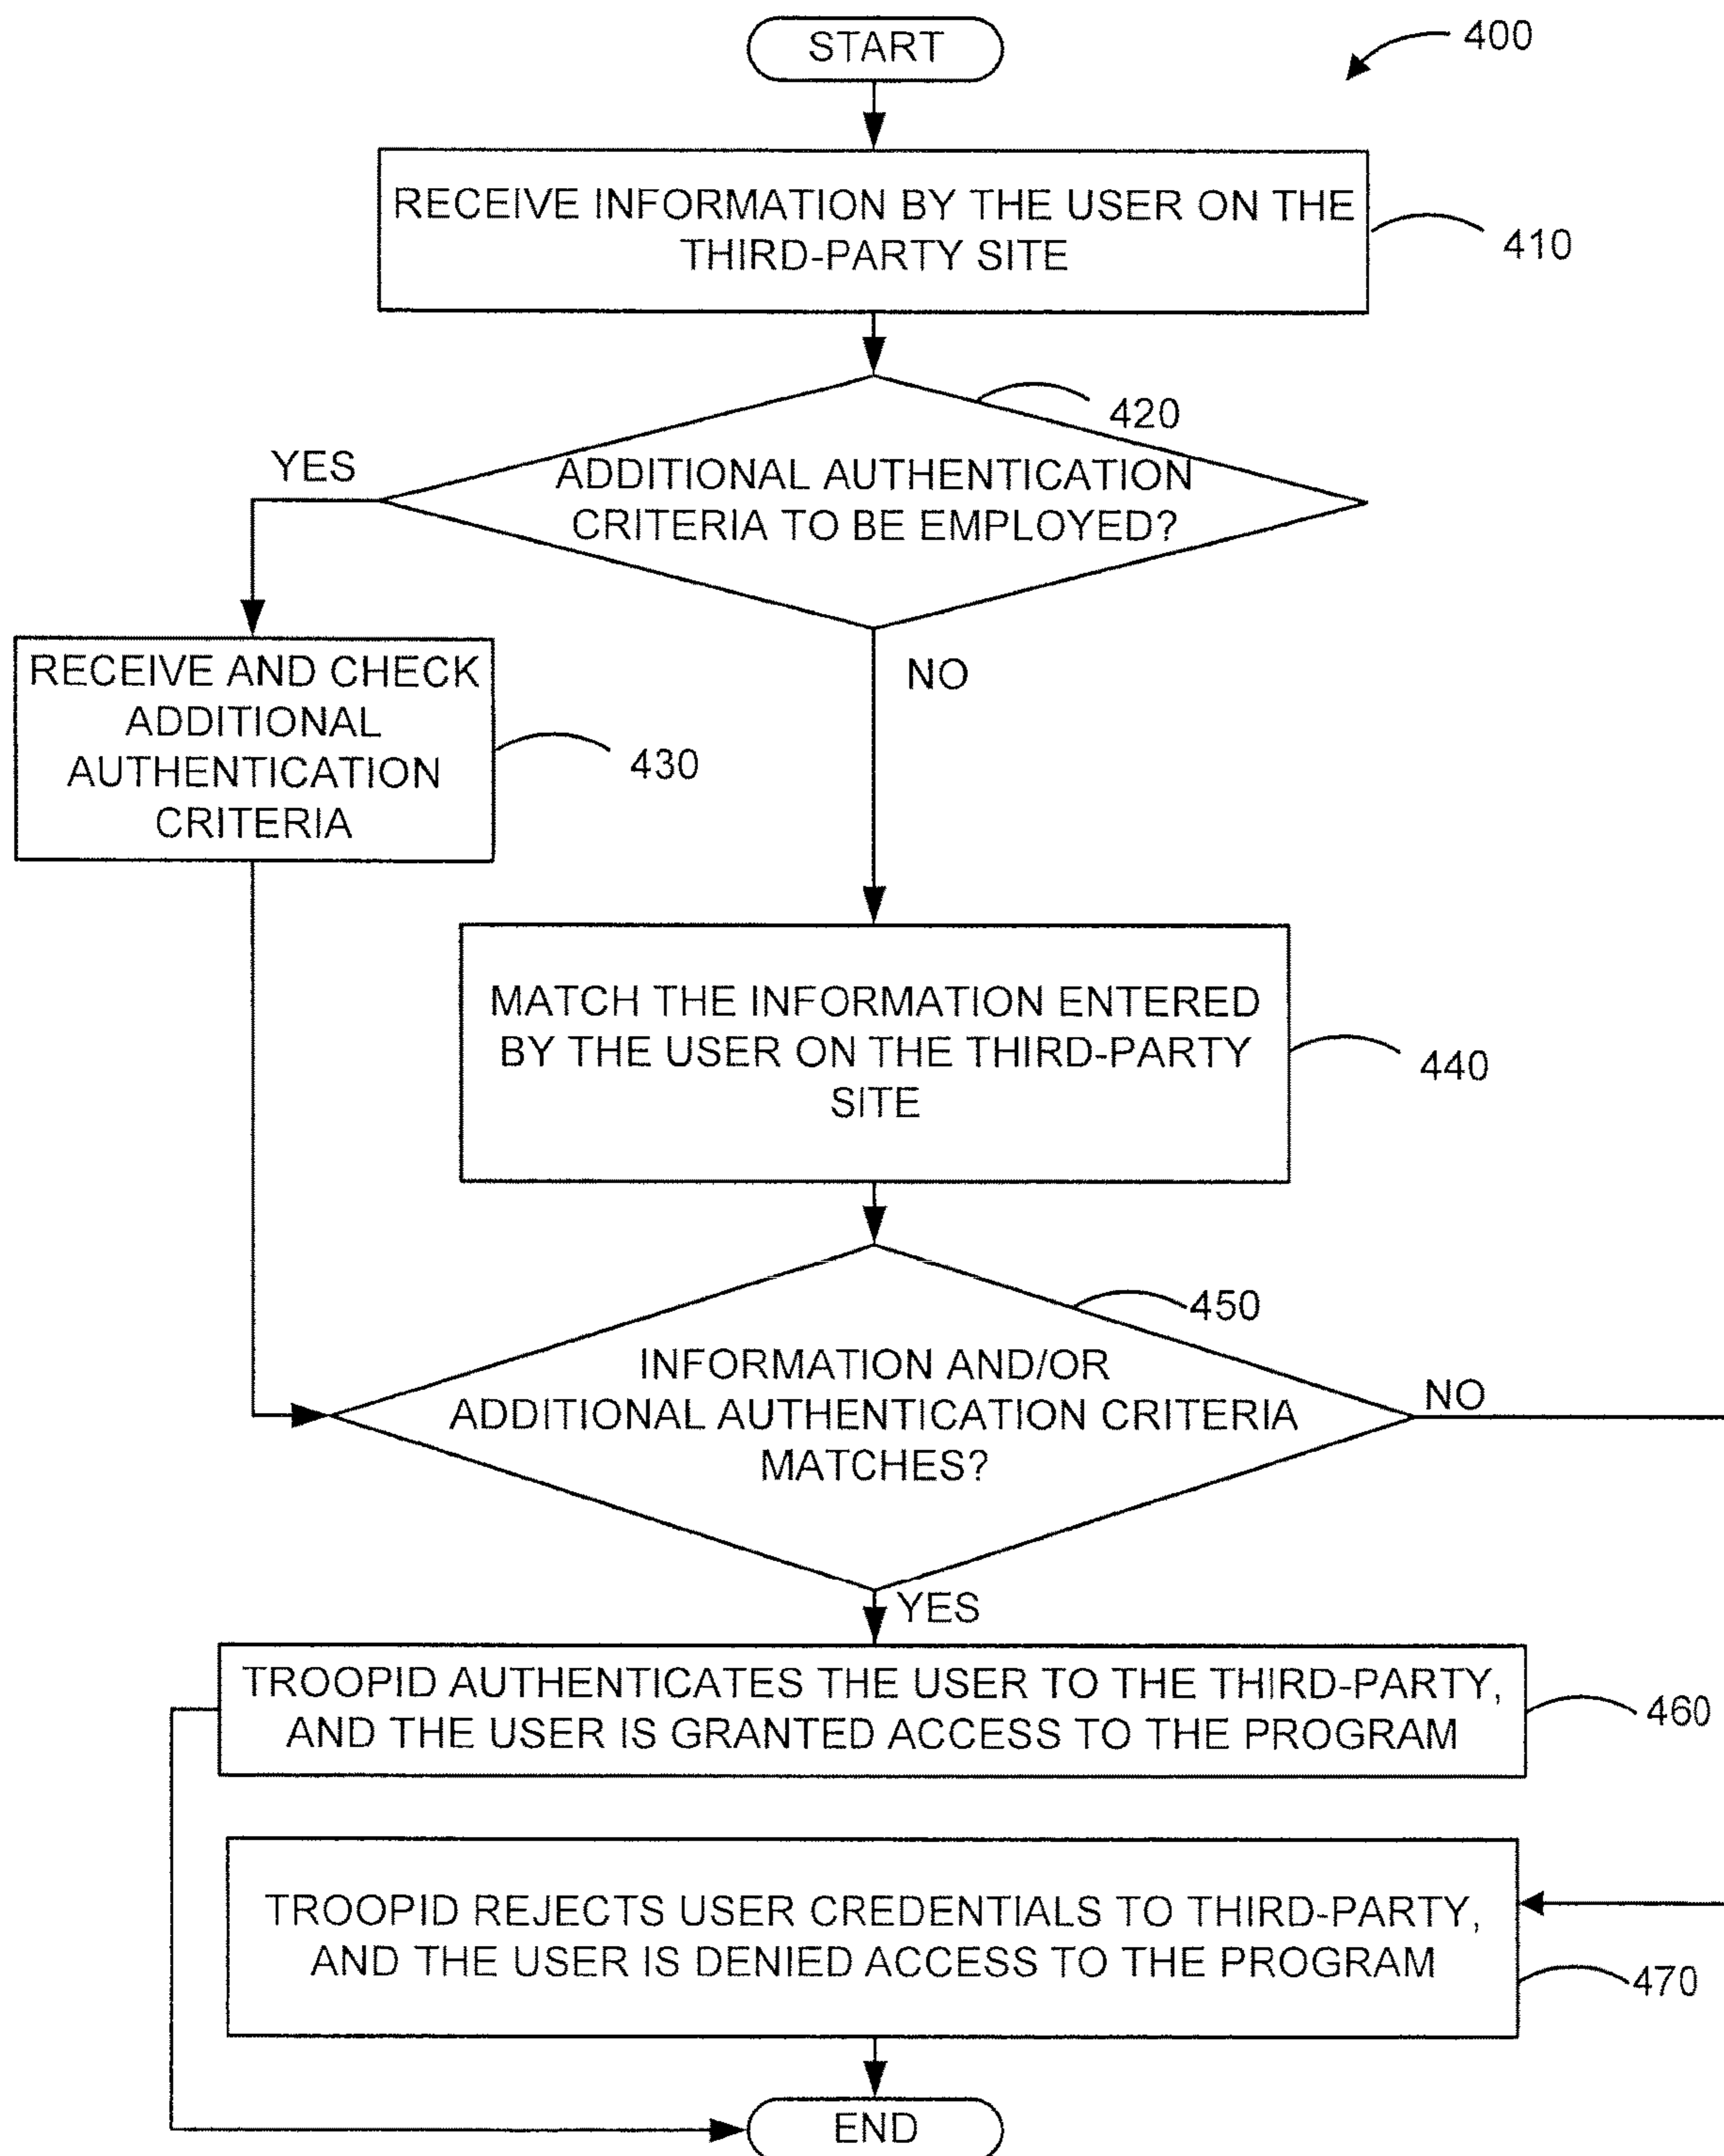 START
400
RECEIVE INFORMATION BY THE USER ON THE
THIRD-PARTY SITE
410
420
YES
ADDITIONAL AUTHENTICATION
CRITERIA TO BE EMPLOYED?
NO
RECEIVE AND CHECK
ADDITIONAL
AUTHENTICATION
CRITERIA
430
MATCH THE INFORMATION ENTERED
BY THE USER ON THE THIRD-PARTY
SITE
440
450
INFORMATION AND/OR
ADDITIONAL AUTHENTICATION CRITERIA
MATCHES?
NO
YES
TROOPID AUTHENTICATES THE USER TO THE THIRD-PARTY,
AND THE USER IS GRANTED ACCESS TO THE PROGRAM
460
TROOPID REJECTS USER CREDENTIALS TO THIRD-PARTY,
AND THE USER IS DENIED ACCESS TO THE PROGRAM
470
END